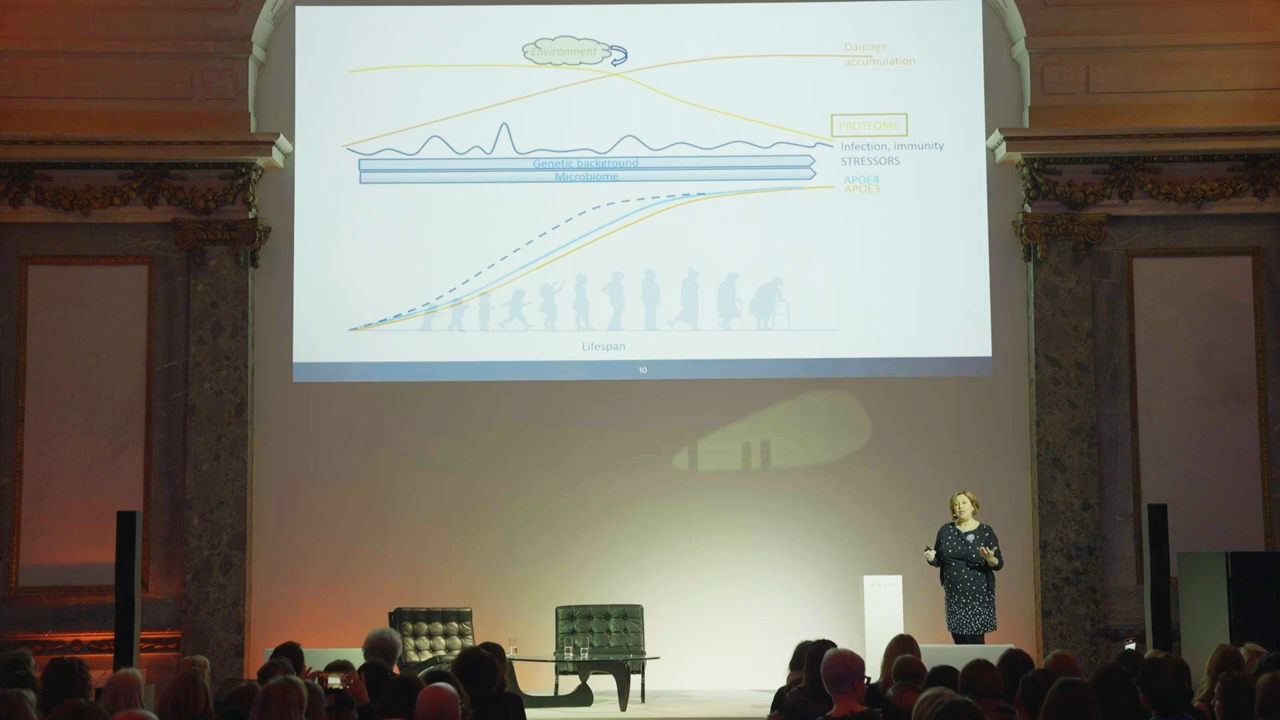 Environment
Damage
accumulation
PROTEOME
Infection, immunity
STRESSORS
Genetic background
Microbiome
APOE4
APOE3
Lifespan
10